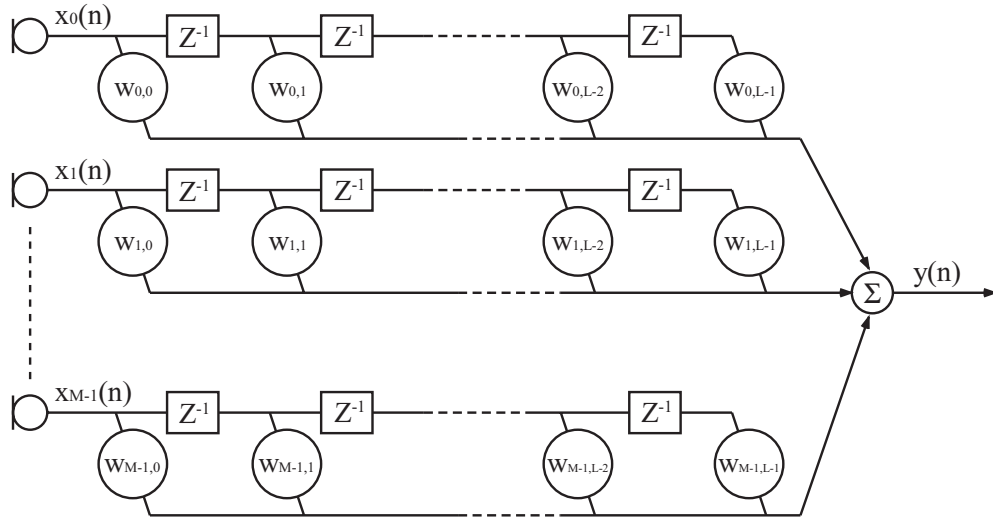 x0(n)
Z-1 Z-1 Z-1
w0,0 w0,1 w0,L-2 w0,L-1
x1(n)
Z-1 Z-1 Z-1
w1,0 w1,1 w1,L-2 w1,L-1
Σ y(n)
xM-1(n)
Z-1 Z-1 Z-1
wM-1,0 wM-1,1 wM-1,L-2 wM-1,L-1